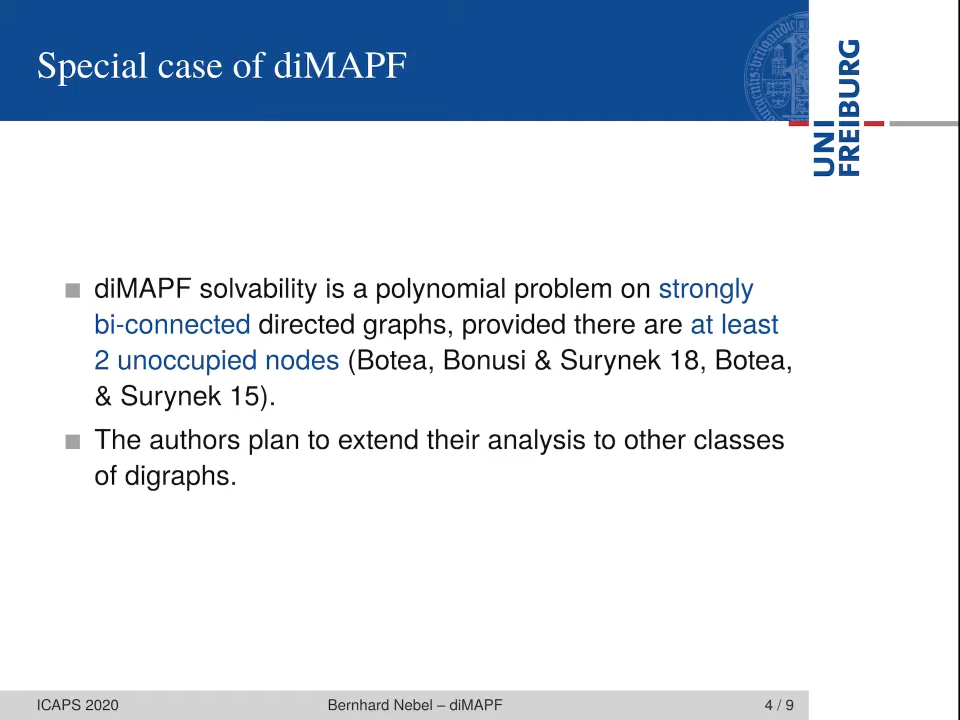 Special case of diMAPF
UNI
FREIBURG
diMAPF solvability is a polynomial problem on strongly
bi-connected directed graphs, provided there are at least
2 unoccupied nodes (Botea, Bonusi & Surynek 18, Botea,
& Surynek 15).
The authors plan to extend their analysis to other classes
of digraphs.
ICAPS 2020
Bernhard Nebel – diMAPF
4 / 9